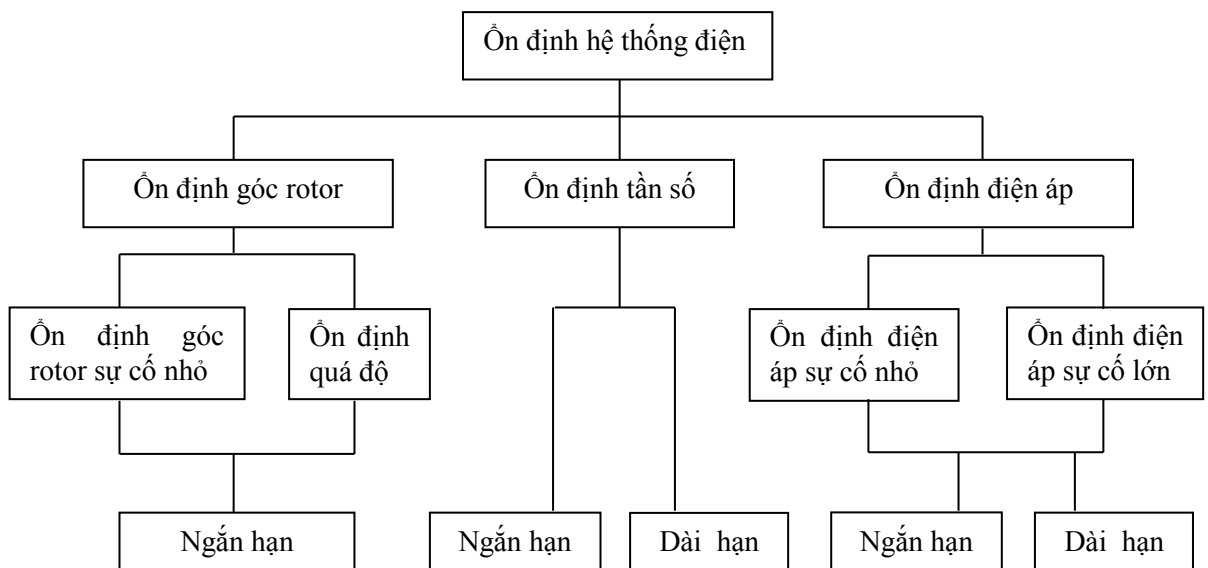 Ổn định hệ thống điện
Ổn định góc rotor
Ổn định tần số
Ổn định điện áp
Ổn định góc
rotor sự cố nhỏ
Ổn định
quá độ
Ổn định điện
áp sự cố nhỏ
Ổn định điện
áp sự cố lớn
Ngắn hạn
Ngắn hạn
Dài hạn
Ngắn hạn
Dài hạn